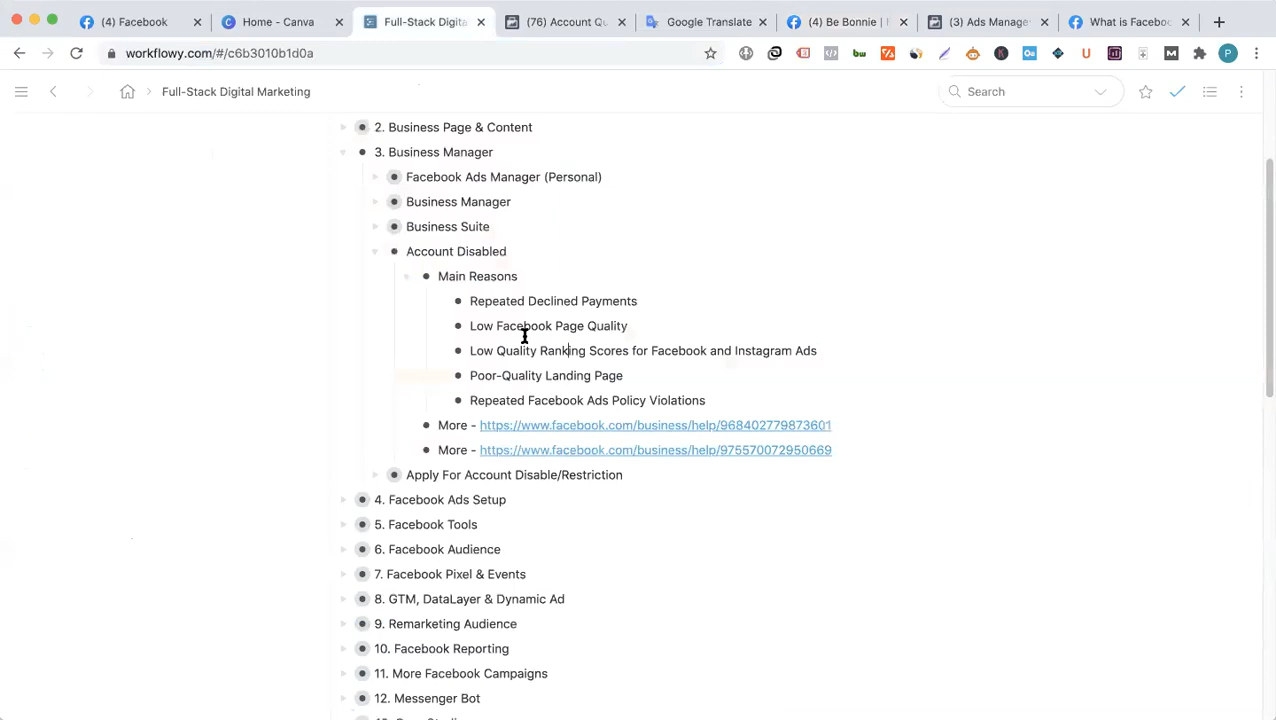 (4) Facebook
Home - Canva
Full-Stack Digita
(76) Account Qu
Google Translate
(4) Be Bonnie |
(3) Ads Manage
What is Faceboo
workflowy.com/#/c6b3010b1d0a
Full-Stack Digital Marketing
Search
2. Business Page & Content
3. Business Manager
Facebook Ads Manager (Personal)
Business Manager
Business Suite
Account Disabled
Main Reasons
Repeated Declined Payments
Low Facebook Page Quality
Low Quality Ranking Scores for Facebook and Instagram Ads
Poor-Quality Landing Page
Repeated Facebook Ads Policy Violations
More - https://www.facebook.com/business/help/968402779873601
More - https://www.facebook.com/business/help/975570072950669
Apply For Account Disable/Restriction
4. Facebook Ads Setup
5. Facebook Tools
6. Facebook Audience
7. Facebook Pixel & Events
8. GTM, DataLayer & Dynamic Ad
9. Remarketing Audience
10. Facebook Reporting
11. More Facebook Campaigns
12. Messenger Bot